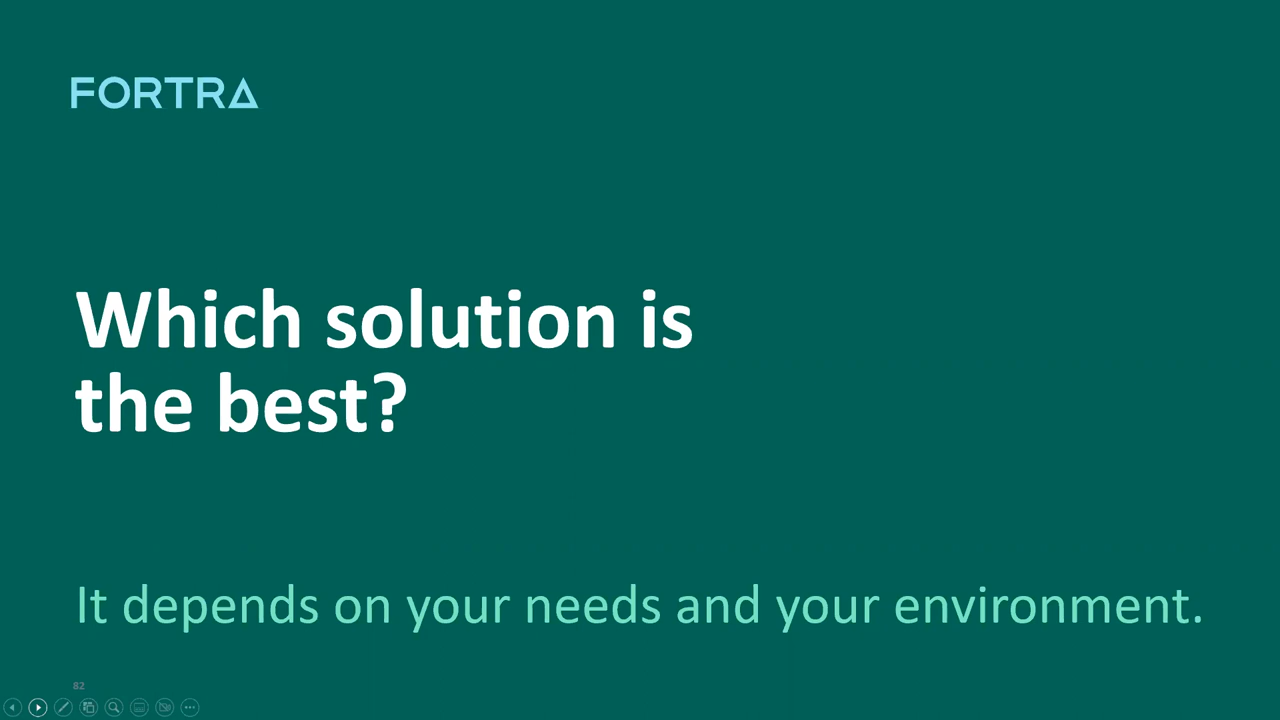 FORTRA
Which solution is
the best?
It depends on your needs and your environment.
82